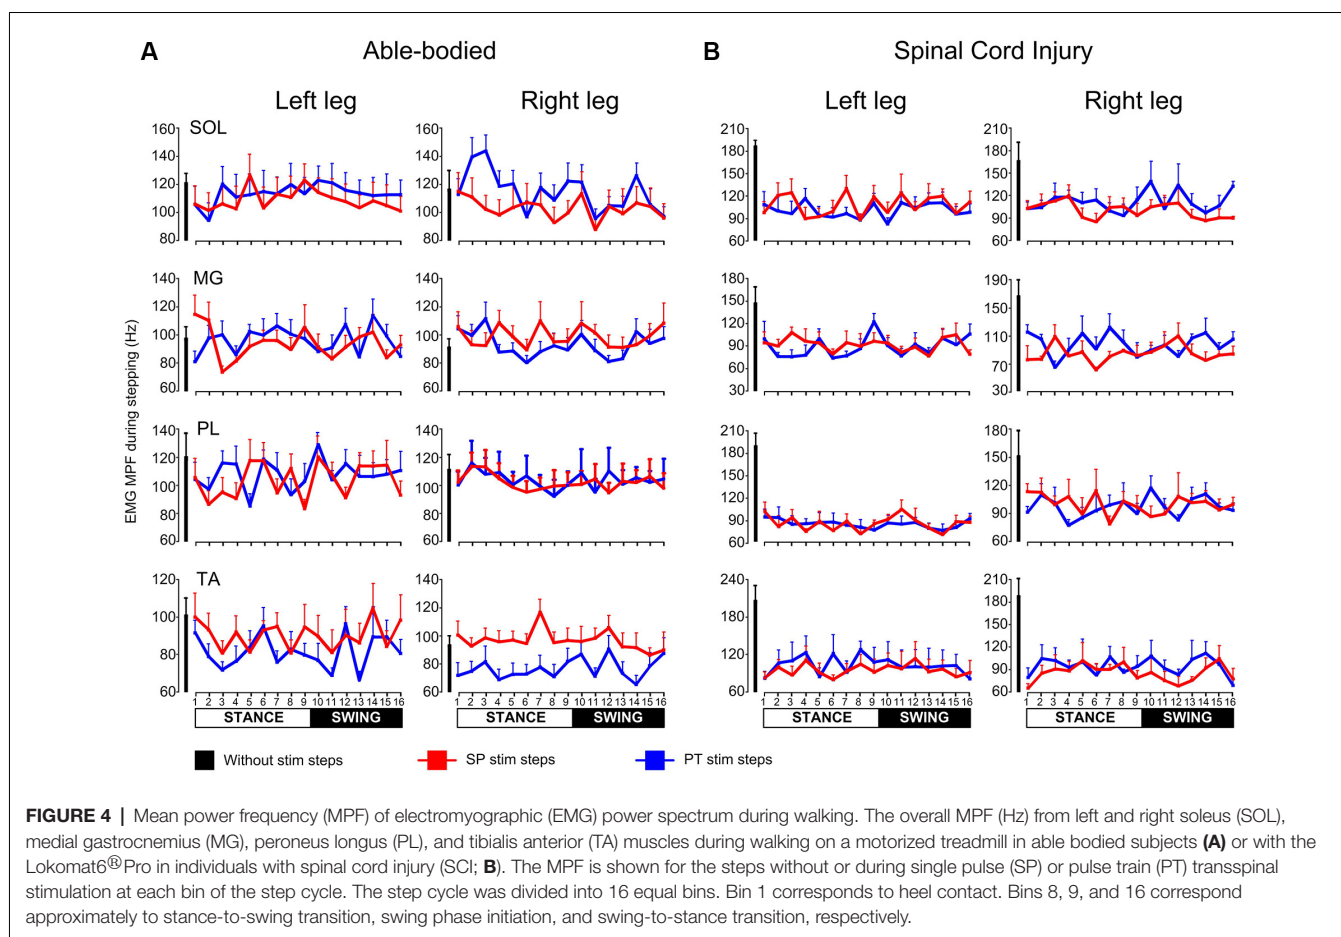 A
Able-bodied
B
Spinal Cord Injury
Left leg
Right leg
Left leg
Right leg
EMG MPF during stepping (Hz)
SOL
160
140
120
100
80
160
140
120
100
80
210
180
150
120
90
60
210
180
150
120
90
60
MG
140
120
100
80
60
140
120
100
80
60
180
150
120
90
60
30
190
150
110
70
30
PL
140
120
100
80
60
140
120
100
80
60
210
180
150
120
90
60
180
150
120
90
60
TA
120
100
80
60
140
120
100
80
60
240
180
120
60
210
180
150
120
90
60
1 2 3 4 5 6 7 8 9 10 11 12 13 14 15 16
1 2 3 4 5 6 7 8 9 10 11 12 13 14 15 16
1 2 3 4 5 6 7 8 9 10 11 12 13 14 15 16
1 2 3 4 5 6 7 8 9 10 11 12 13 14 15 16
STANCE SWING
STANCE SWING
STANCE SWING
STANCE SWING
Without stim steps
SP stim steps
PT stim steps
FIGURE 4 | Mean power frequency (MPF) of electromyographic (EMG) power spectrum during walking. The overall MPF (Hz) from left and right soleus (SOL),
medial gastrocnemius (MG), peroneus longus (PL), and tibialis anterior (TA) muscles during walking on a motorized treadmill in able bodied subjects (A) or with the
Lokomat6®Pro in individuals with spinal cord injury (SCI; B). The MPF is shown for the steps without or during single pulse (SP) or pulse train (PT) transspinal
stimulation at each bin of the step cycle. The step cycle was divided into 16 equal bins. Bin 1 corresponds to heel contact. Bins 8, 9, and 16 correspond
approximately to stance-to-swing transition, swing phase initiation, and swing-to-stance transition, respectively.